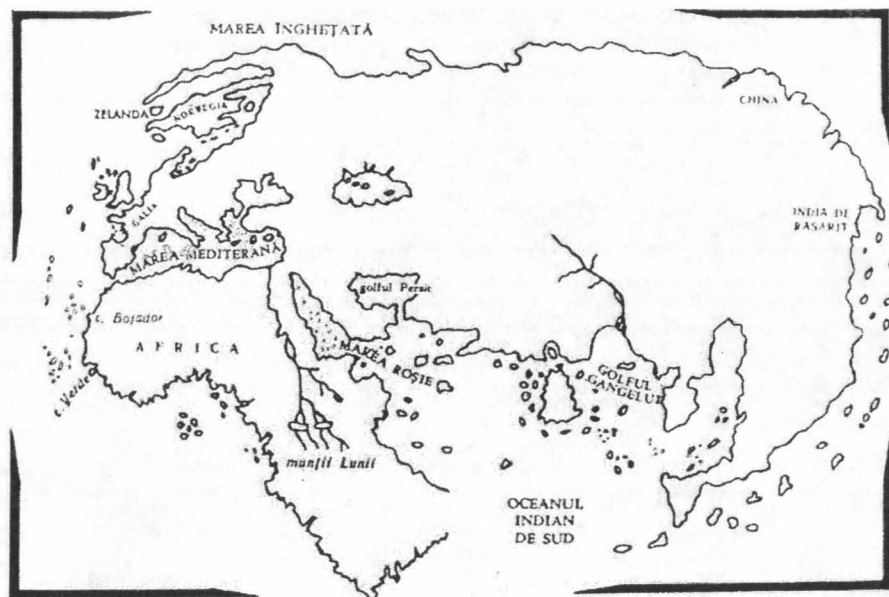 MAREA ÎNGHEȚATĂ
ZELANDA
NORVEGIA
CHINA
GALIA
INDIA DE
RĂSĂRIT
MAREA-MEDITERANĂ
golful Persic
c. Bojador
AFRICA
MAREA ROȘIE
GOLFUL
GANGELUI
c. Verde
munții Lunii
OCEANUL
INDIAN
DE SUD